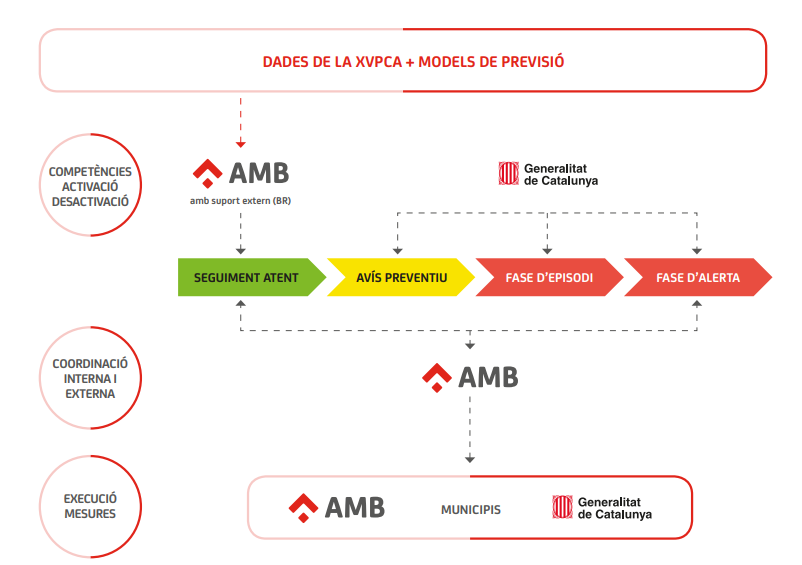 DADES DE LA XVPCA + MODELS DE PREVISIÓ
COMPETÈNCIES
ACTIVACIÓ
DESACTIVACIÓ
AMB
amb suport extern (BR)
Generalitat
de Catalunya
SEGUIMENT ATENT
AVÍS PREVENTIU
FASE D'EPISODI
FASE D'ALERTA
COORDINACIÓ
INTERNA I
EXTERNA
AMB
EXECUCIÓ
MESURES
AMB
MUNICIPIS
Generalitat
de Catalunya